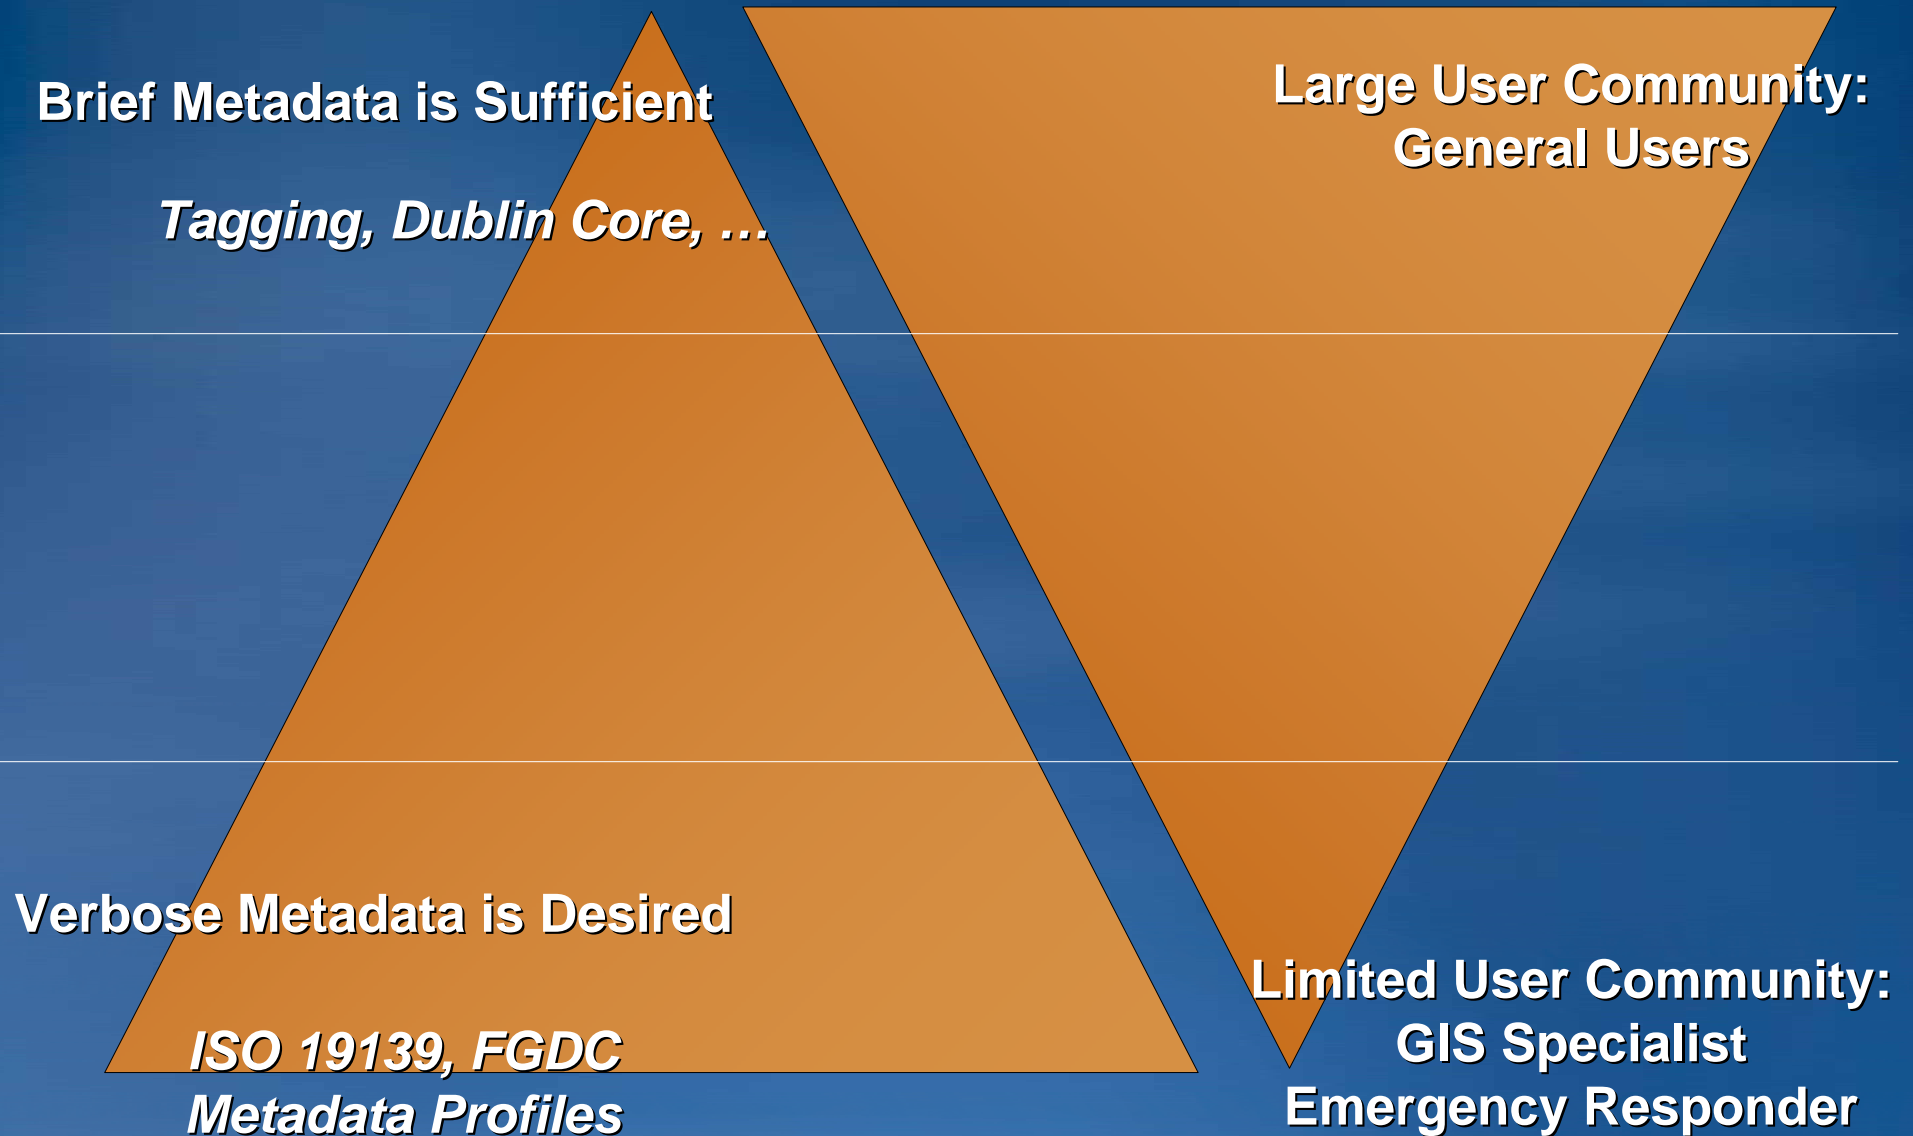 Brief Metadata is Sufficient
Tagging, Dublin Core, …
Large User Community:
General Users
Verbose Metadata is Desired
ISO 19139, FGDC
Metadata Profiles
Limited User Community:
GIS Specialist
Emergency Responder